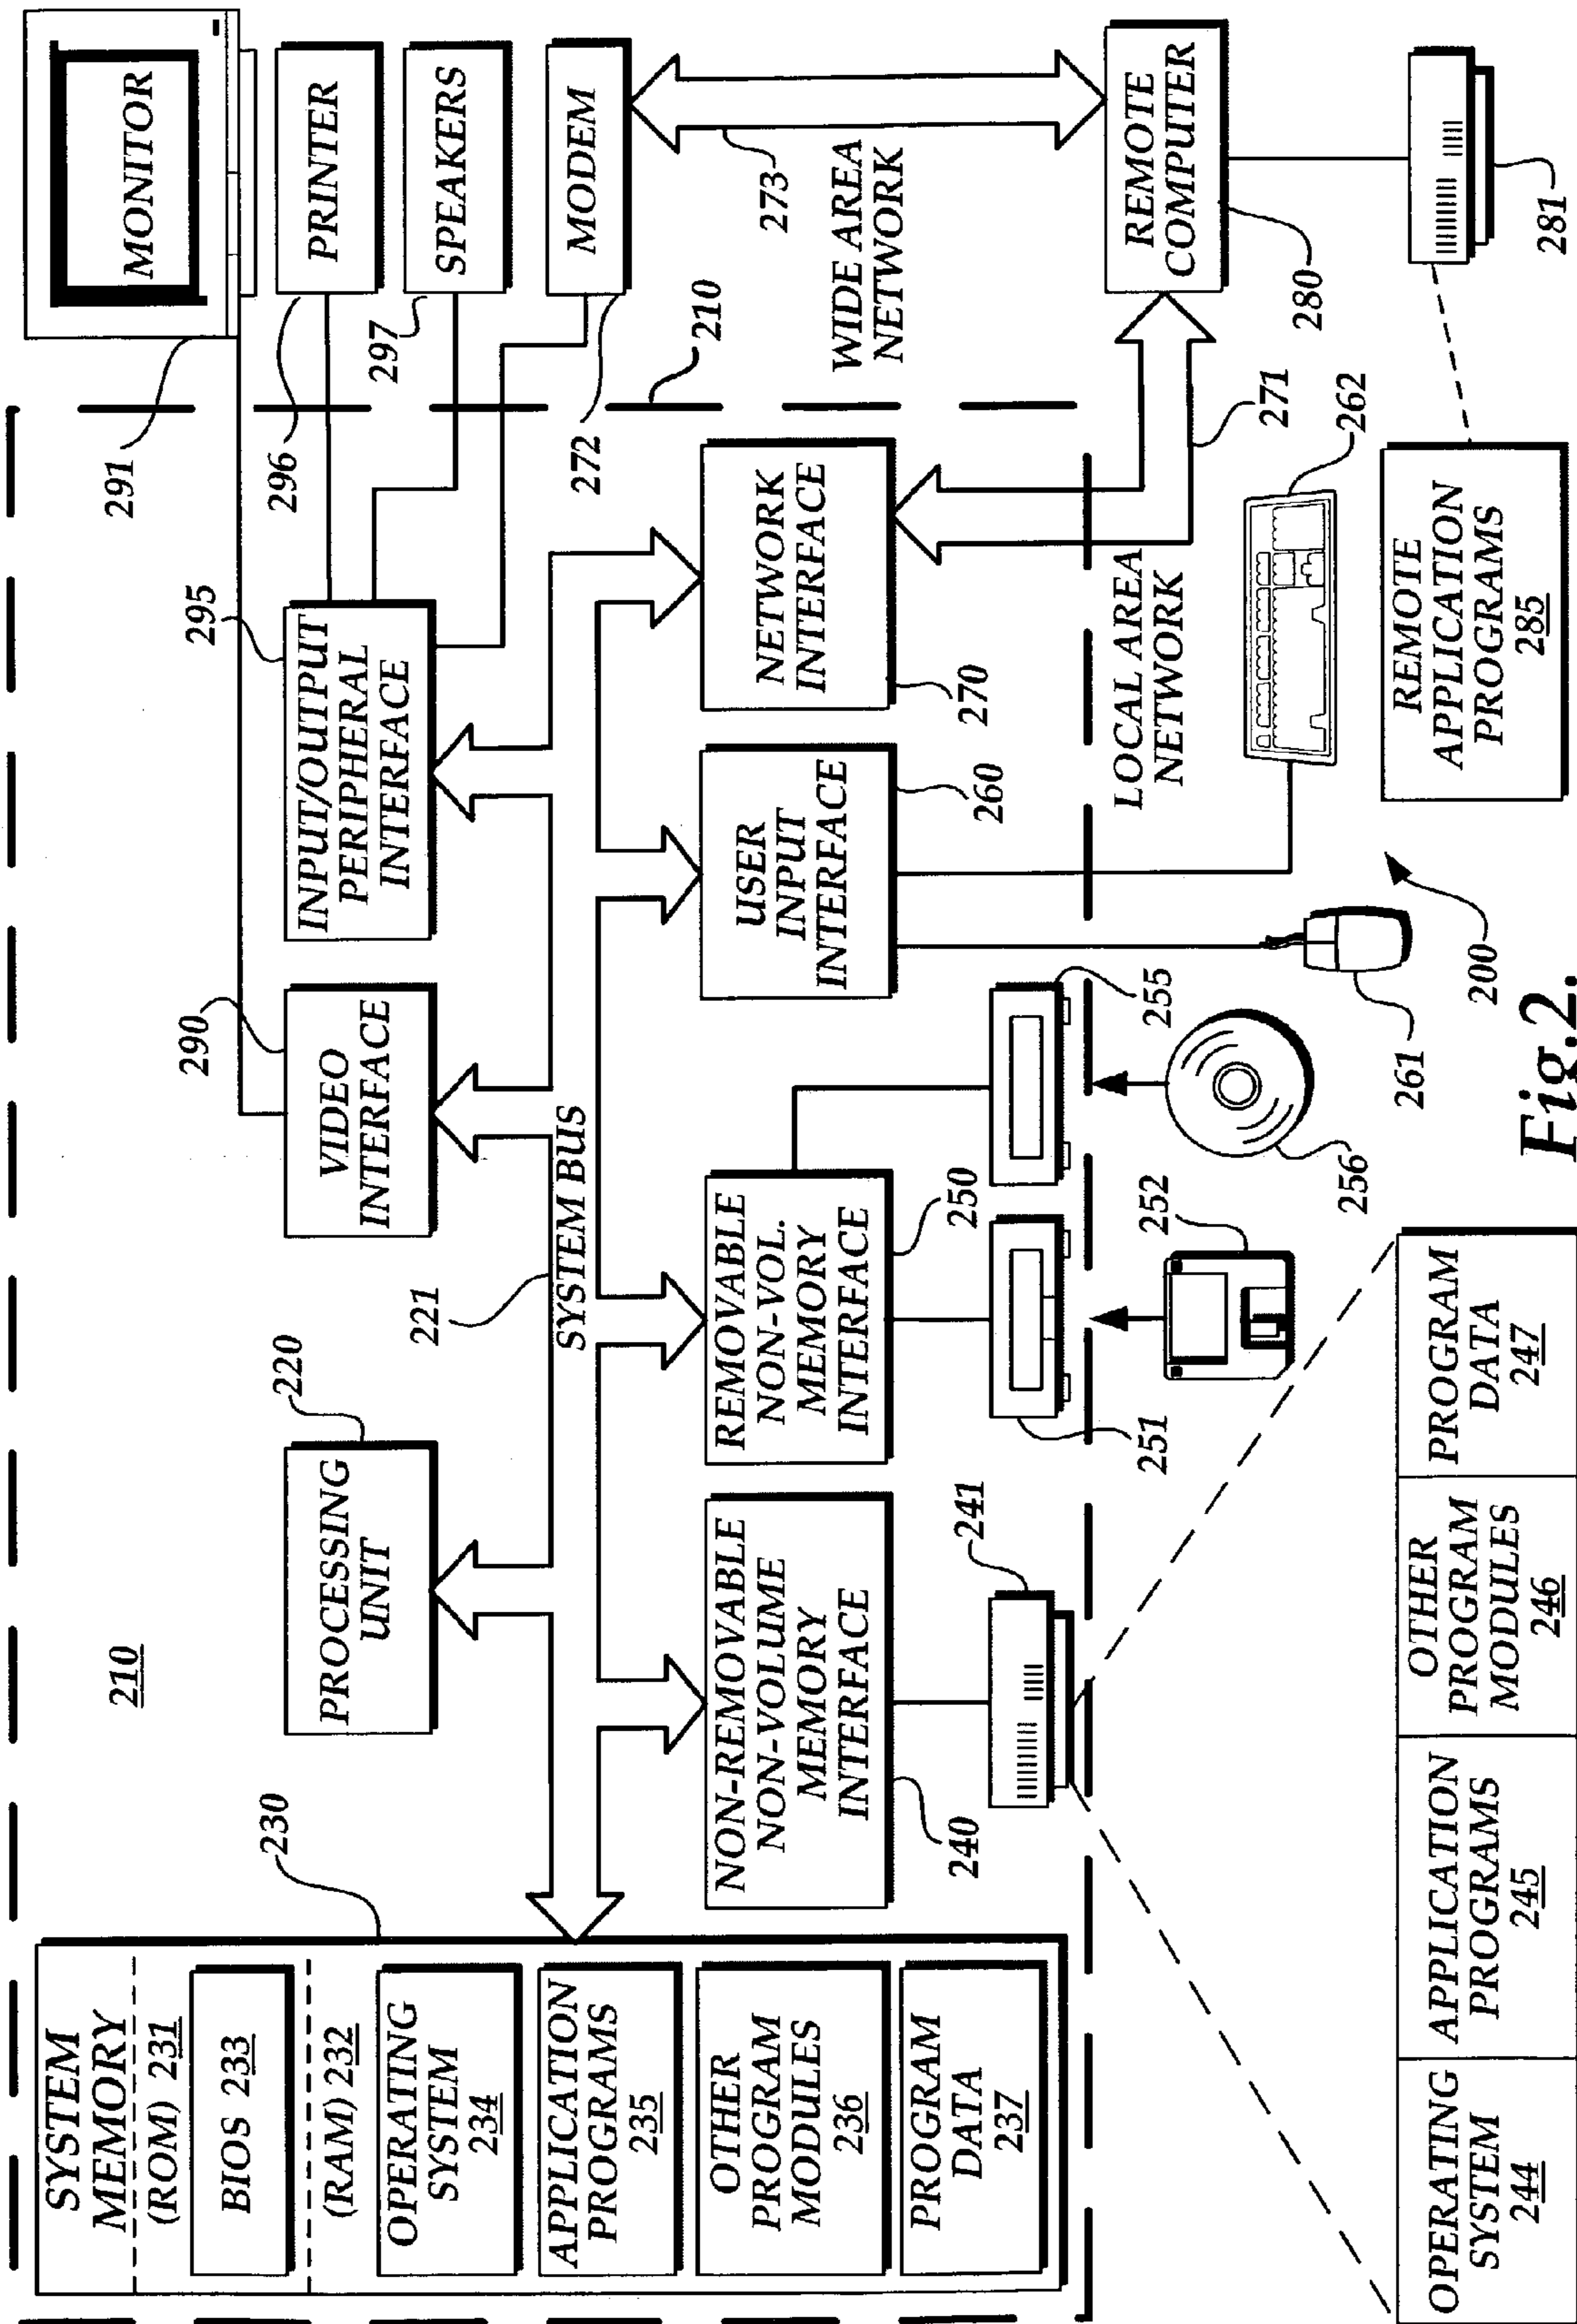 210
SYSTEM
MEMORY
(ROM) 231
BIOS 233
(RAM) 232
OPERATING
SYSTEM
234
APPLICATION
PROGRAMS
235
OTHER
PROGRAM
MODULES
236
PROGRAM
DATA
237
230
PROCESSING
UNIT
220
221
SYSTEM BUS
VIDEO
INTERFACE
290
INPUT/OUTPUT
PERIPHERAL
INTERFACE
295
291
MONITOR
296
PRINTER
297
SPEAKERS
272
MODEM
210
NON-REMOVABLE
NON-VOLUME
MEMORY
INTERFACE
240
241
REMOVABLE
NON-VOL.
MEMORY
INTERFACE
250
251
255
252
256
USER
INPUT
INTERFACE
260
NETWORK
INTERFACE
270
273
WIDE AREA
NETWORK
LOCAL AREA
NETWORK
271
REMOTE
COMPUTER
280
281
261
262
REMOTE
APPLICATION
PROGRAMS
285
200
OPERATING
SYSTEM
244
APPLICATION
PROGRAMS
245
OTHER
PROGRAM
MODULES
246
PROGRAM
DATA
247
Fig.2.